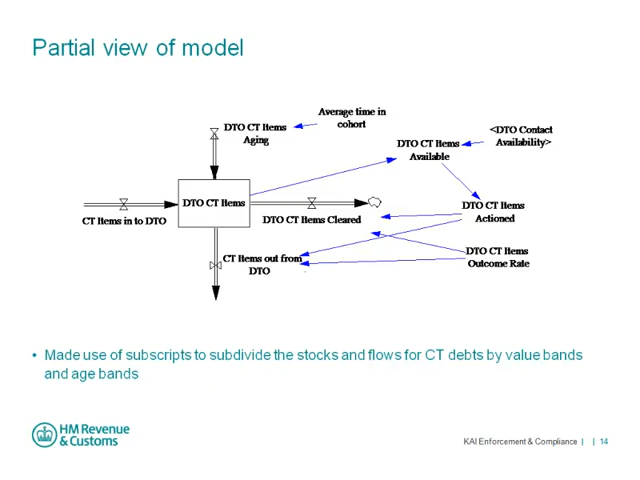 Partial view of model
Average time in
cohort
DTO CT Items
Aging
<DTO Contact
Availability>
DTO CT Items
Available
DTO CT Items
DTO CT Items
Actioned
CT Items in to DTO
DTO CT Items Cleared
CT Items out from
DTO
DTO CT Items
Outcome Rate
• Made use of subscripts to subdivide the stocks and flows for CT debts by value bands
and age bands
HM Revenue
& Customs
KAI Enforcement & Compliance | | 14